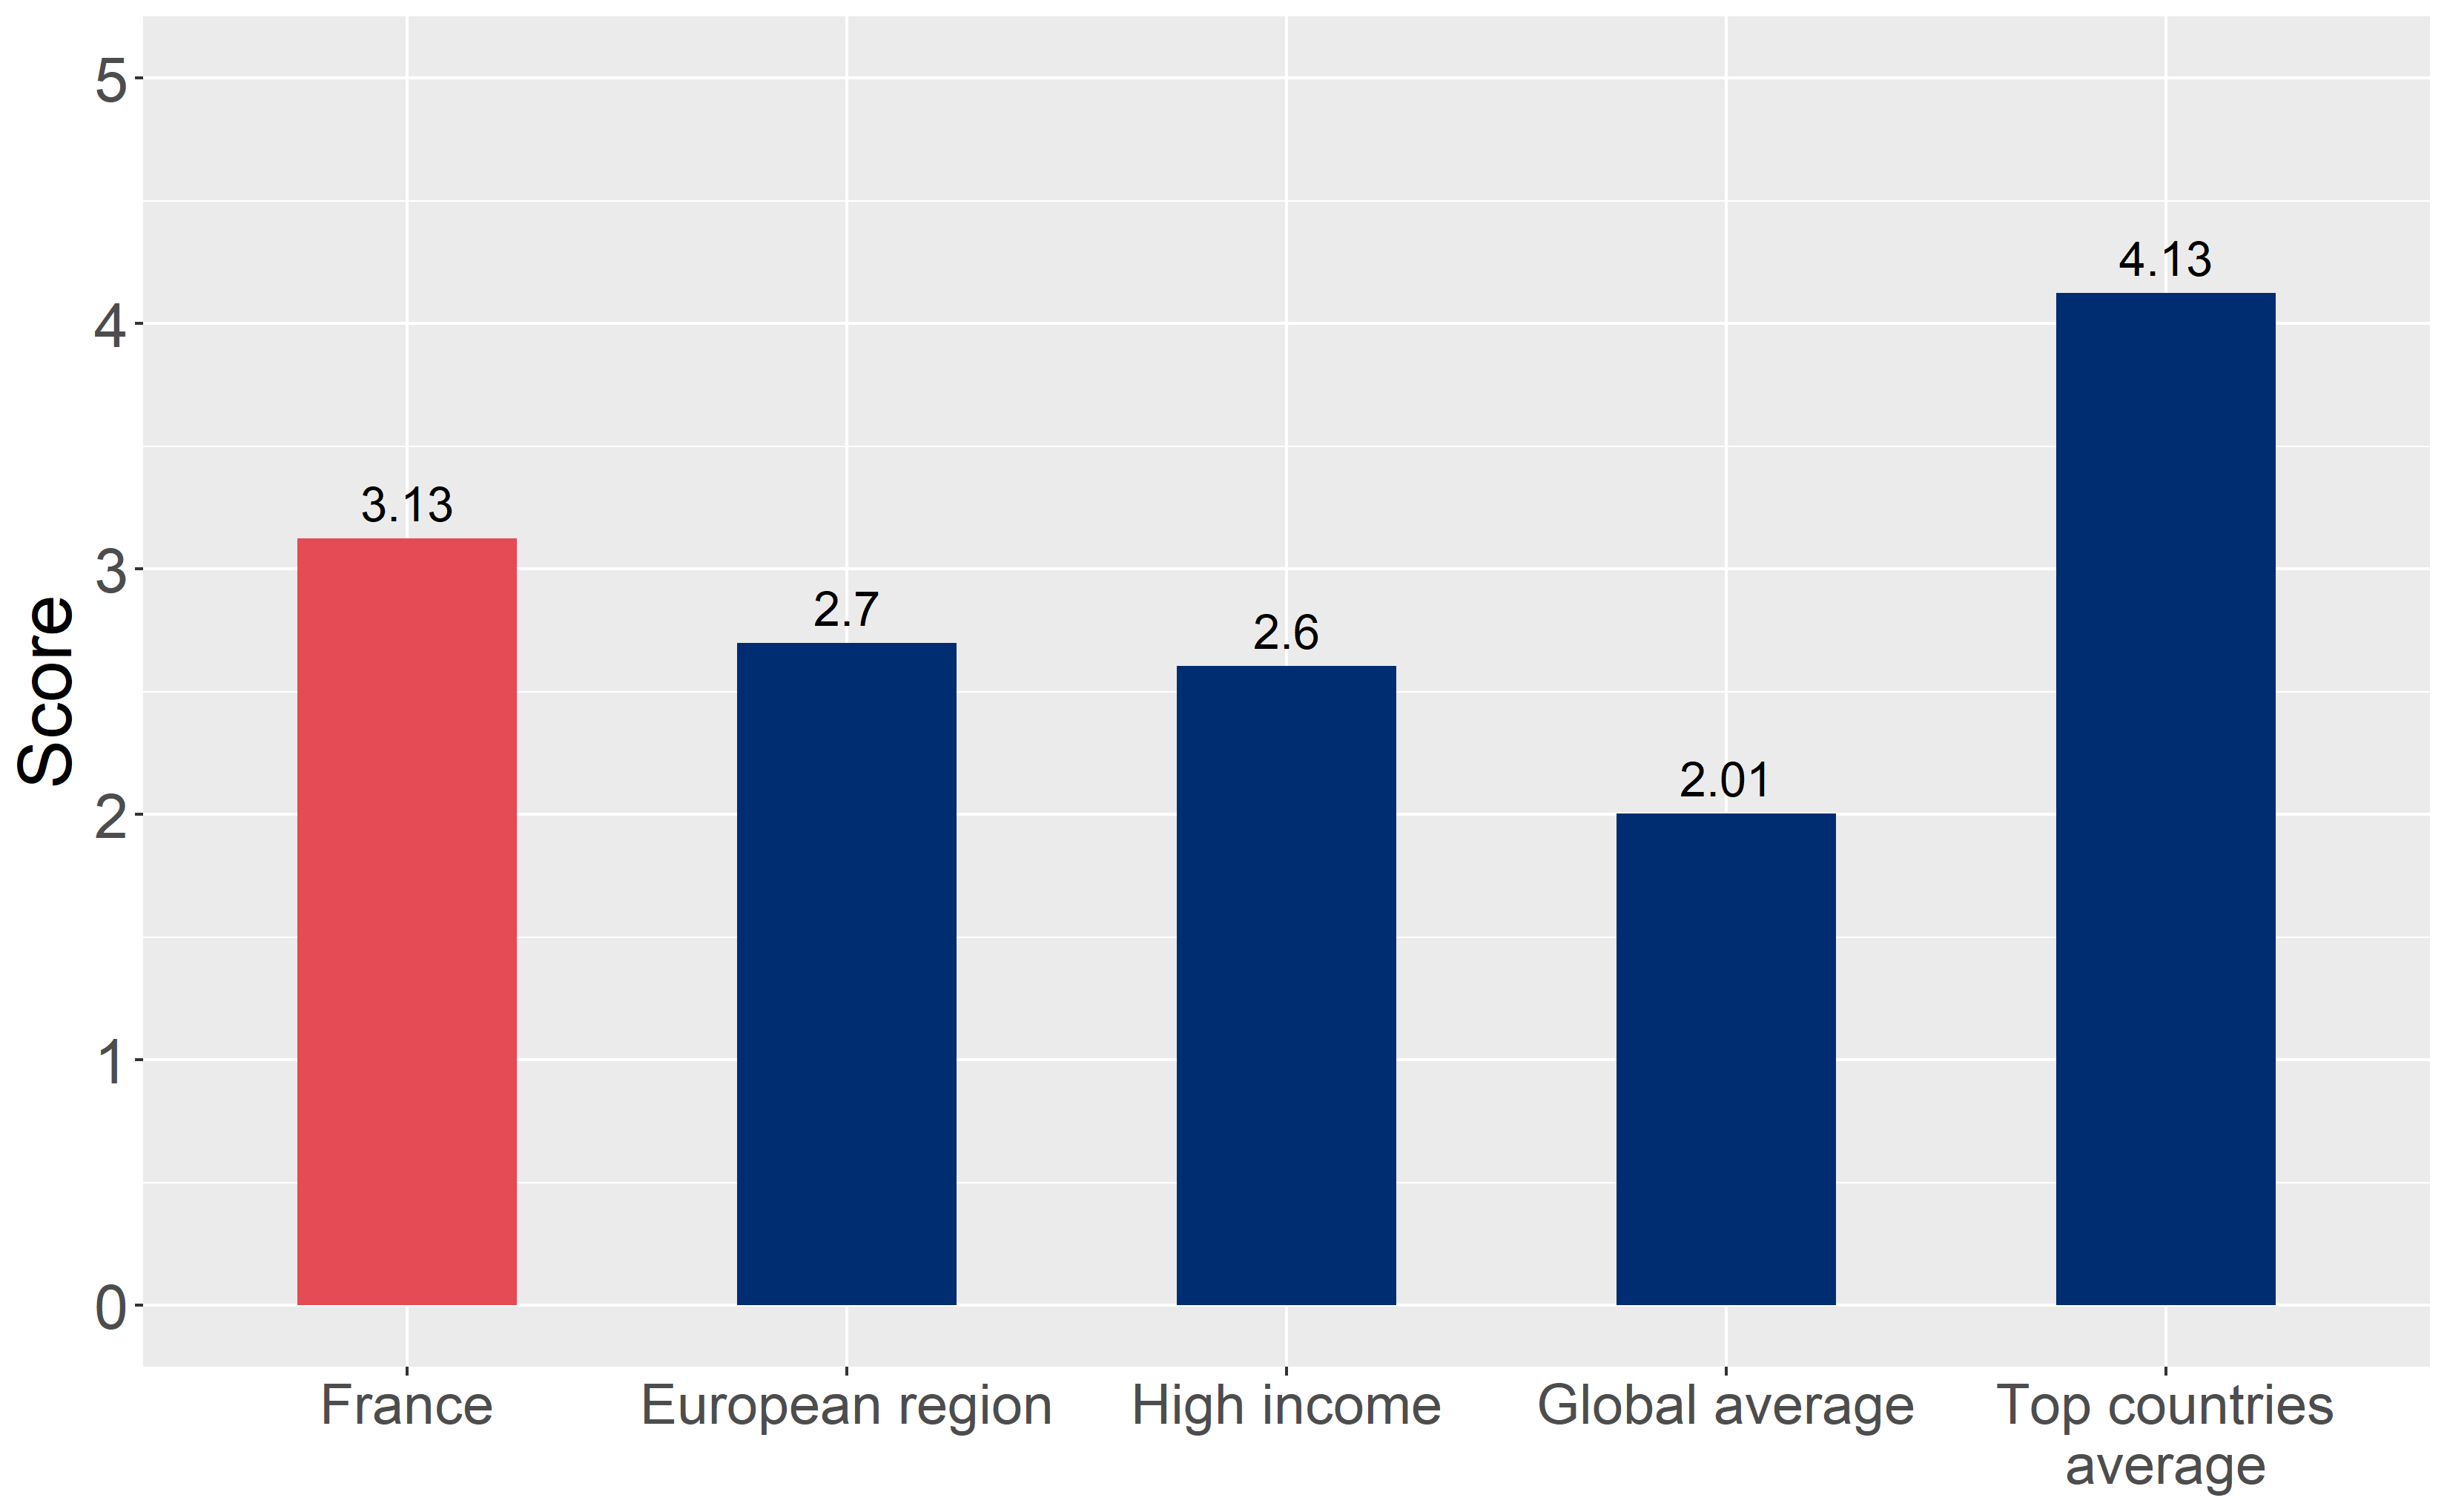 Score
5
4
3
2
1
0
3.13
2.7
2.6
2.01
4.13
France
European region
High income
Global average
Top countries
average